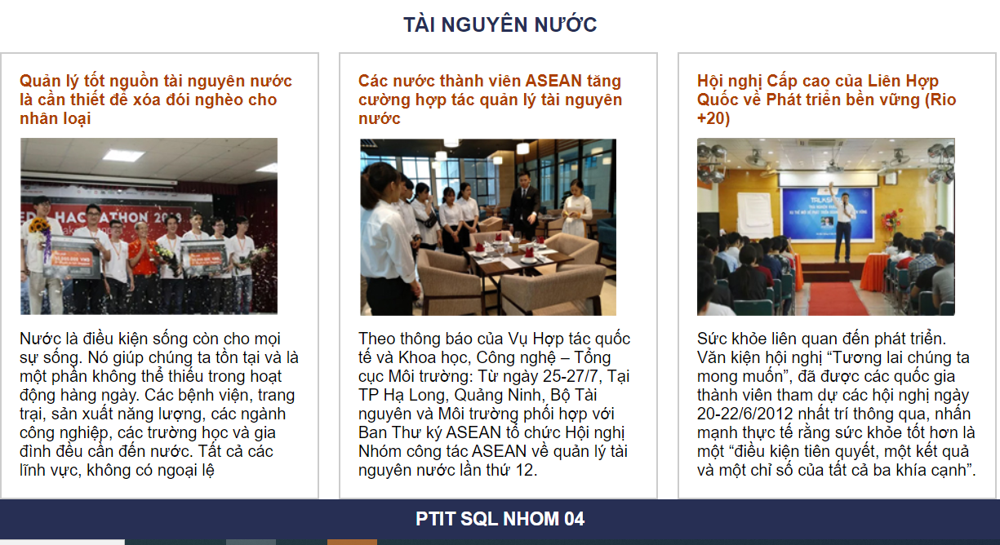 TÀI NGUYÊN NƯỚC
Quản lý tốt nguồn tài nguyên nước
là cần thiết để xóa đói nghèo cho
nhân loại
HACKATHON
Nước là điều kiện sống còn cho mọi
sự sống. Nó giúp chúng ta tồn tại và là
một phần không thể thiếu trong hoạt
động hàng ngày. Các bệnh viện, trang
trại, sản xuất năng lượng, các ngành
công nghiệp, các trường học và gia
đình đều cần đến nước. Tất cả các
lĩnh vực, không có ngoại lệ
Các nước thành viên ASEAN tăng
cường hợp tác quản lý tài nguyên
nước
Theo thông báo của Vụ Hợp tác quốc
tế và Khoa học, Công nghệ – Tổng
cục Môi trường: Từ ngày 25-27/7, Tại
TP Hạ Long, Quảng Ninh, Bộ Tài
nguyên và Môi trường phối hợp với
Ban Thư ký ASEAN tổ chức Hội nghị
Nhóm công tác ASEAN về quản lý tài
nguyên nước lần thứ 12.
Hội nghị Cấp cao của Liên Hợp
Quốc về Phát triển bền vững (Rio
+20)
Sức khỏe liên quan đến phát triển.
Văn kiện hội nghị “Tương lai chúng ta
mong muốn”, đã được các quốc gia
thành viên tham dự các hội nghị ngày
20-22/6/2012 nhất trí thông qua, nhấn
mạnh thực tế rằng sức khỏe tốt hơn là
một “điều kiện tiên quyết, một kết quả
và một chỉ số của tất cả ba khía cạnh”.
PTIT SQL NHOM 04